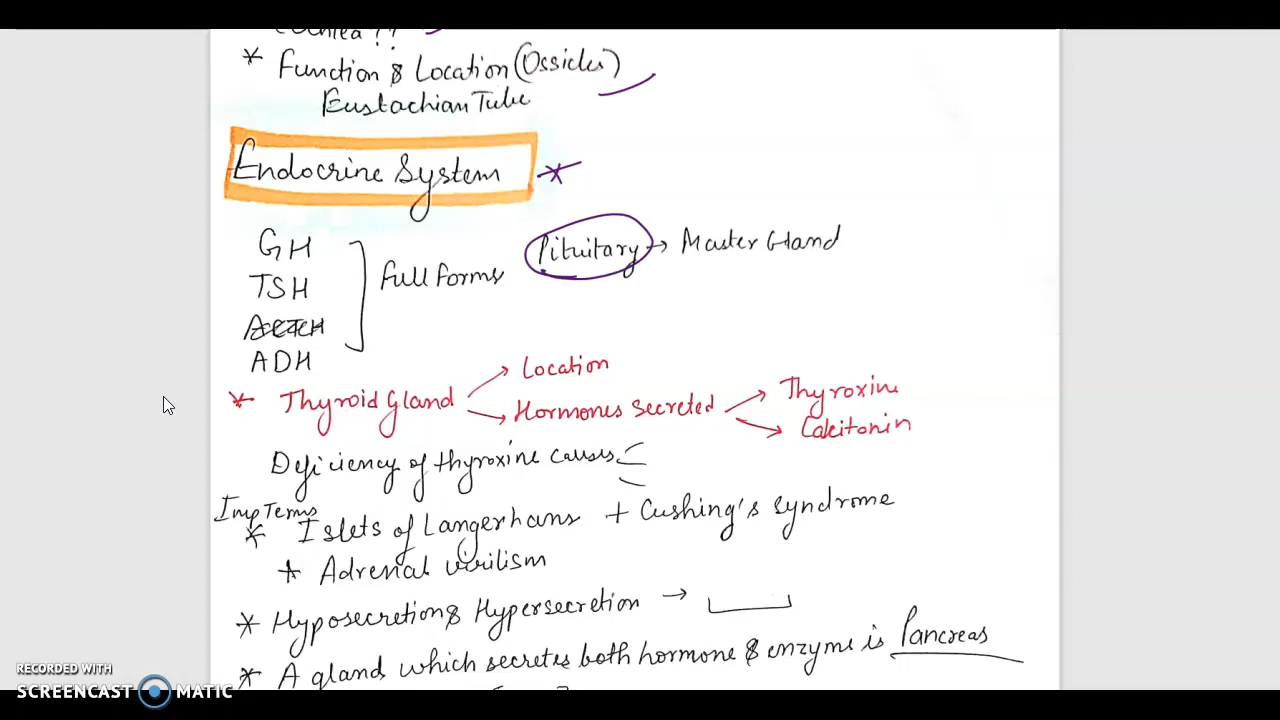 * Function & Location (Ossicles)
Eustachian Tube
Endocrine System *
GH
TSH
ACTH
ADH
Full Forms
Pituitary → Master Gland
* Thyroid Gland → Location
→ Hormones Secreted → Thyroxine
→ Calcitonin
Deficiency of thyroxine causes
Imp Terms
* Islets of Langerhans + Cushing's syndrome
* Adrenal virilism
* Hyposecretion & Hypersecretion →
* A gland which secretes both hormone & enzyme is Pancreas
RECORDED WITH
SCREENCAST MATIC